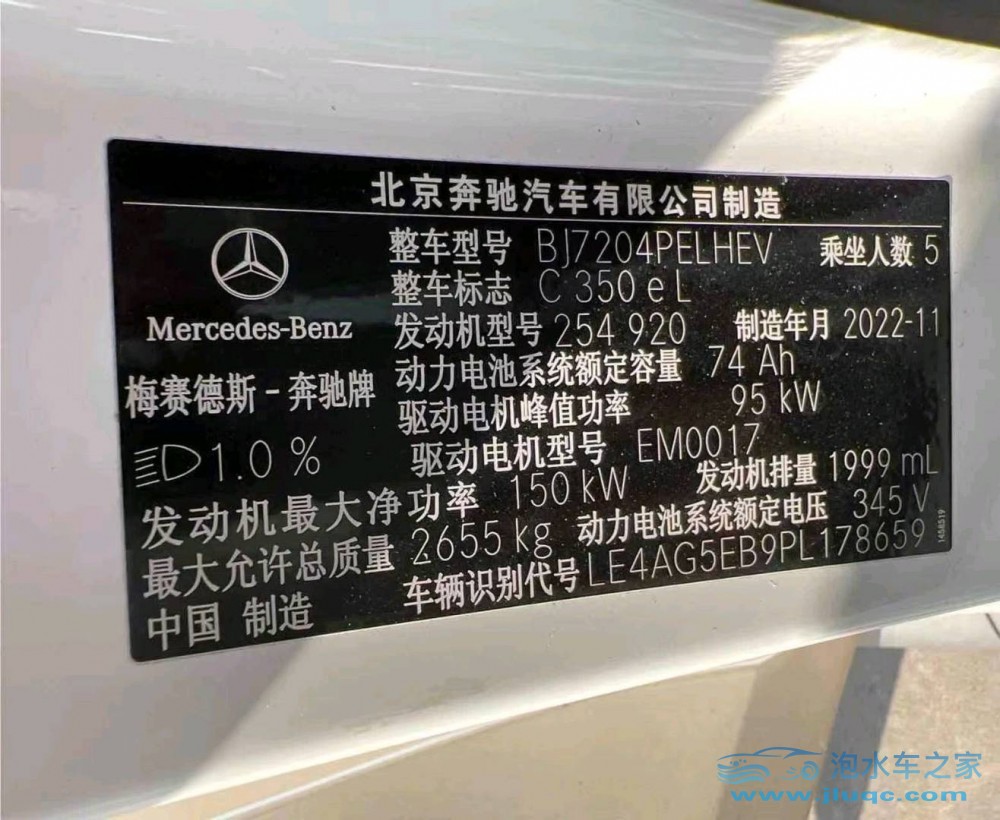 北京奔驰汽车有限公司制造
整车型号 BJ7204PELHEV 乘坐人数 5
整车标志 C 350 e L
Mercedes-Benz
发动机型号 254 920 制造年月 2022-11
动力电池系统额定容量 74 Ah
梅赛德斯-奔驰牌
驱动电机峰值功率 95 kW
1.0 %
驱动电机型号 EM0017
发动机最大净功率 150 kW 发动机排量 1999 mL
最大允许总质量 2655 kg 动力电池系统额定电压 345 V
中国 制造 车辆识别代号 LE4AG5EB9PL178659
1458519
泡水车之家
www.jluqc.com